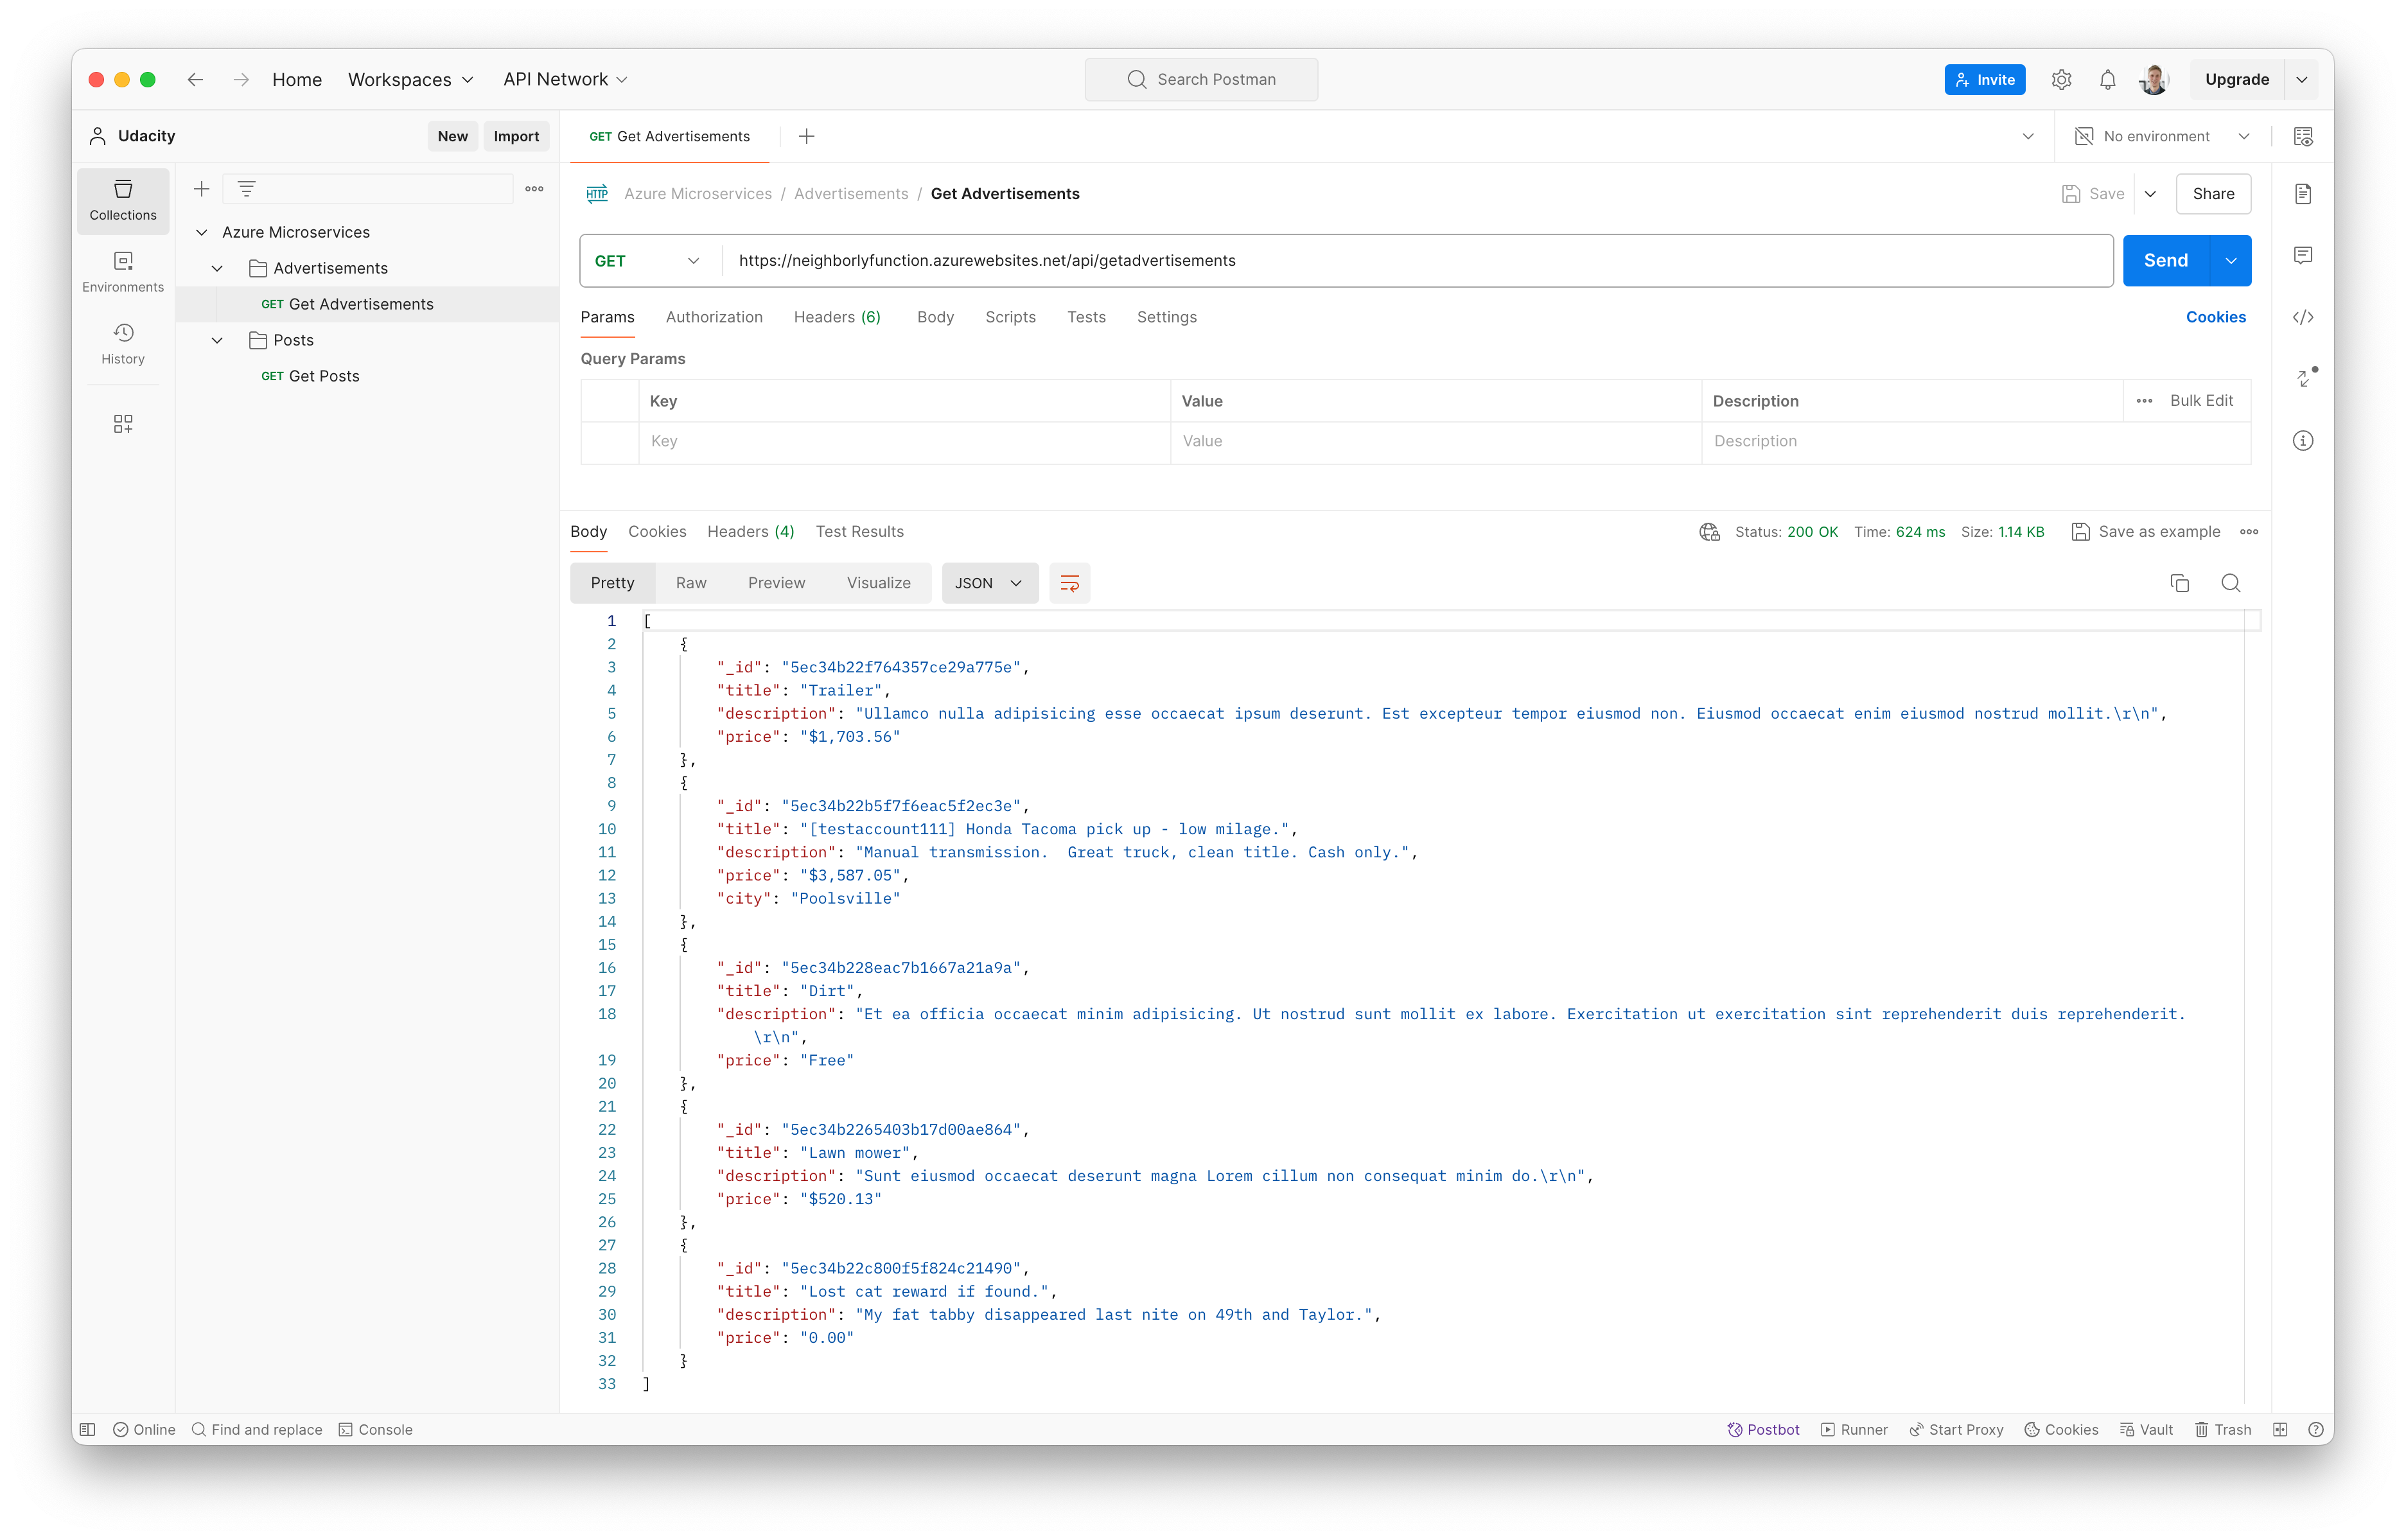 Home Workspaces API Network Search Postman Invite Upgrade
Udacity New Import GET Get Advertisements No environment
Collections
Environments
History
Azure Microservices
Advertisements
GET Get Advertisements
Posts
GET Get Posts
HTTP Azure Microservices / Advertisements / Get Advertisements Save Share
GET https://neighborlyfunction.azurewebsites.net/api/getadvertisements Send
Params Authorization Headers (6) Body Scripts Tests Settings Cookies
Query Params
Key Value Description Bulk Edit
Key Value Description
Body Cookies Headers (4) Test Results Status: 200 OK Time: 624 ms Size: 1.14 KB Save as example
Pretty Raw Preview Visualize JSON
1 [
2 {
3 "_id": "5ec34b22f764357ce29a775e",
4 "title": "Trailer",
5 "description": "Ullamco nulla adipisicing esse occaecat ipsum deserunt. Est excepteur tempor eiusmod non. Eiusmod occaecat enim eiusmod nostrud mollit.\r\n",
6 "price": "$1,703.56"
7 },
8 {
9 "_id": "5ec34b22b5f7f6eac5f2ec3e",
10 "title": "[testaccount111] Honda Tacoma pick up - low milage.",
11 "description": "Manual transmission.  Great truck, clean title. Cash only.",
12 "price": "$3,587.05",
13 "city": "Poolsville"
14 },
15 {
16 "_id": "5ec34b228eac7b1667a21a9a",
17 "title": "Dirt",
18 "description": "Et ea officia occaecat minim adipisicing. Ut nostrud sunt mollit ex labore. Exercitation ut exercitation sint reprehenderit duis reprehenderit.
\r\n",
19 "price": "Free"
20 },
21 {
22 "_id": "5ec34b2265403b17d00ae864",
23 "title": "Lawn mower",
24 "description": "Sunt eiusmod occaecat deserunt magna Lorem cillum non consequat minim do.\r\n",
25 "price": "$520.13"
26 },
27 {
28 "_id": "5ec34b22c800f5f824c21490",
29 "title": "Lost cat reward if found.",
30 "description": "My fat tabby disappeared last nite on 49th and Taylor.",
31 "price": "0.00"
32 }
33 ]
Online Find and replace Console Postbot Runner Start Proxy Cookies Vault Trash